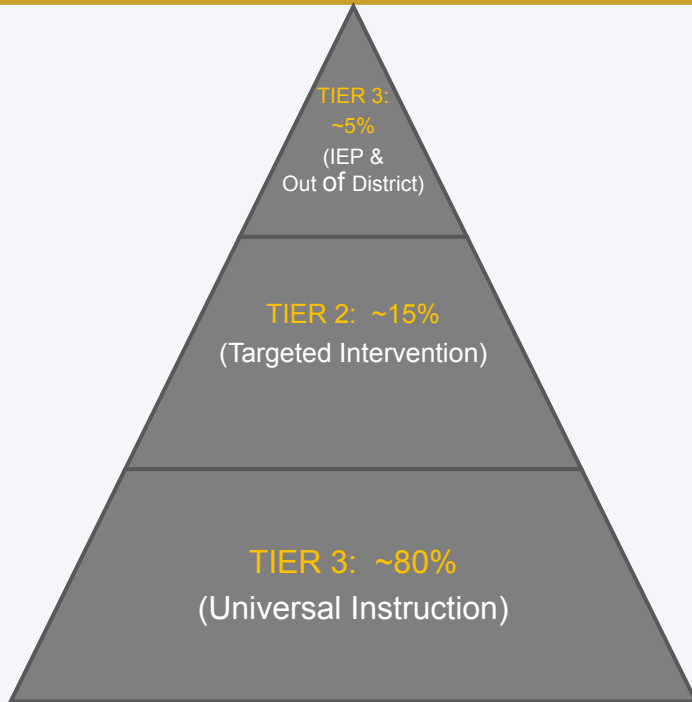 TIER 3:
~5%
(IEP &
Out of District)
TIER 2: ~15%
(Targeted Intervention)
TIER 3: ~80%
(Universal Instruction)